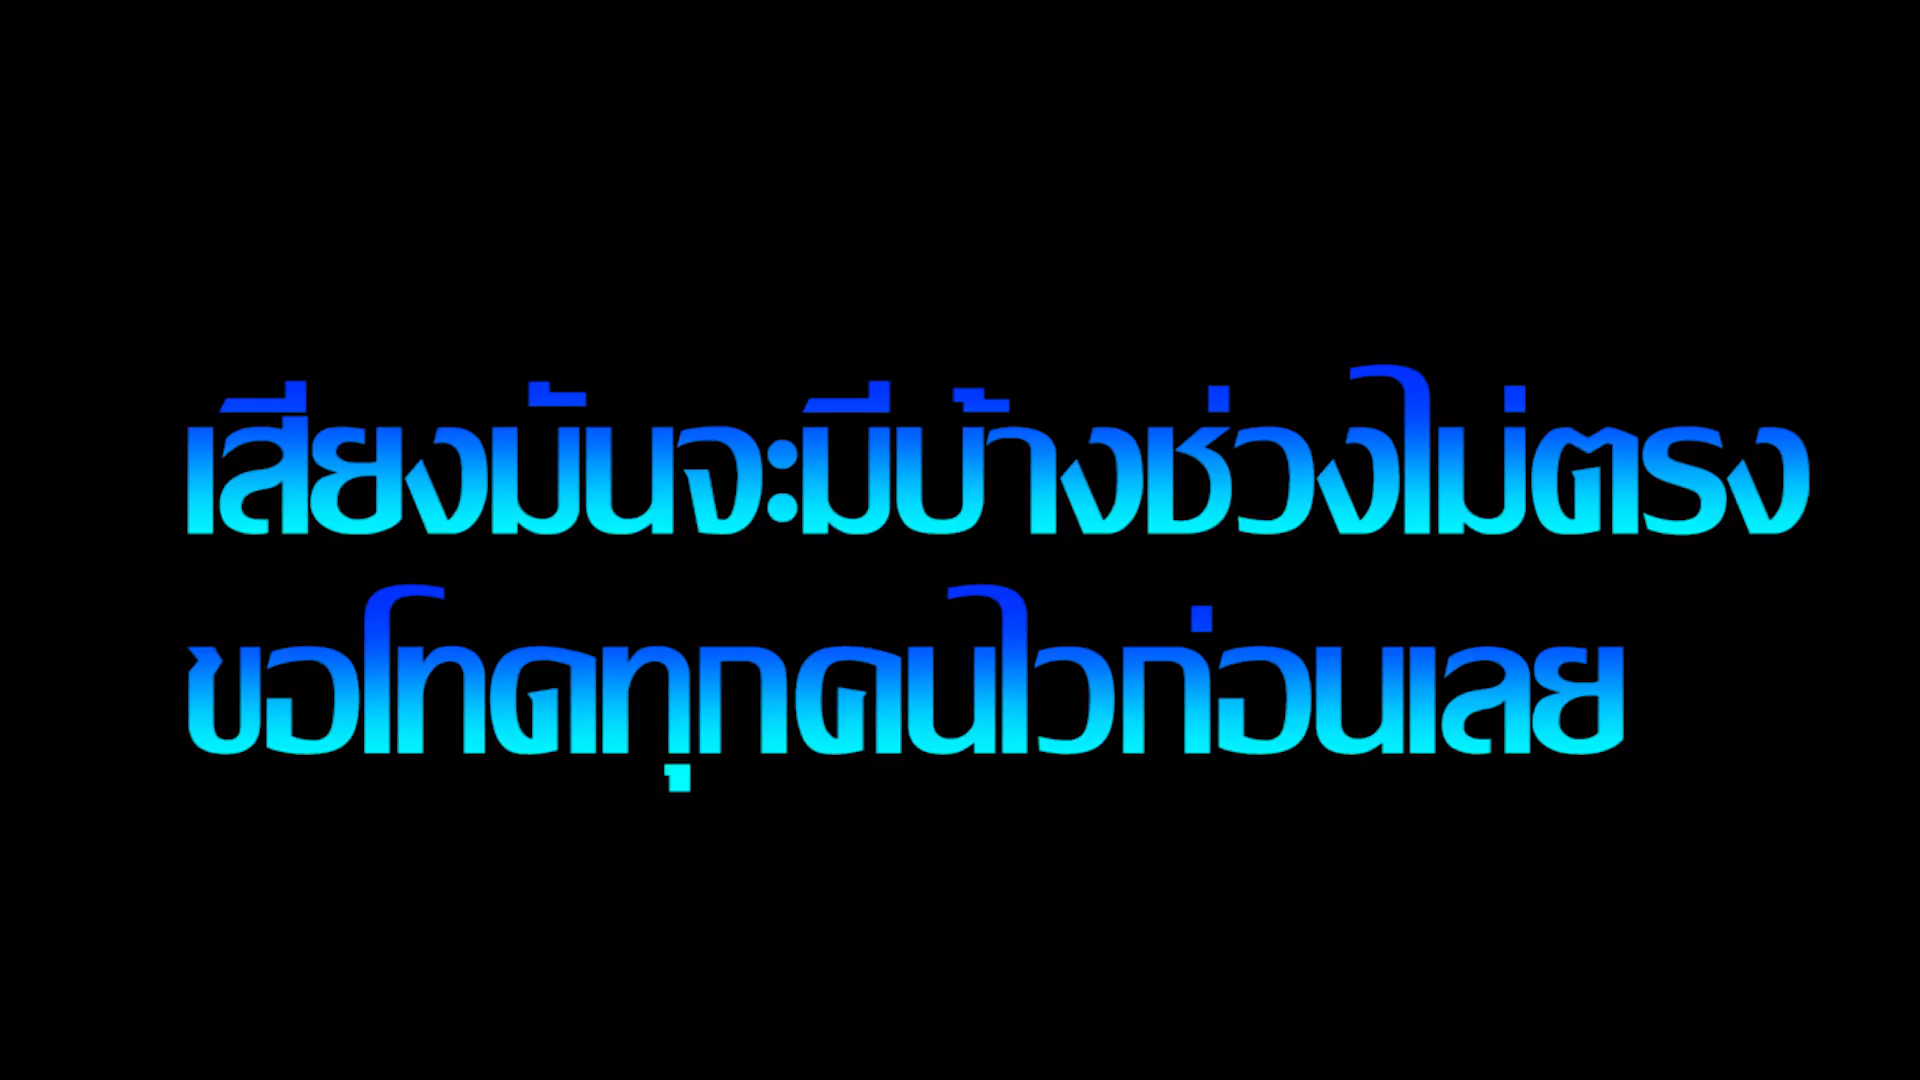 เสียงมันจะมีบ้างช่วงไม่ตรง
ขอโทดทุกคนไวก่อนเลย